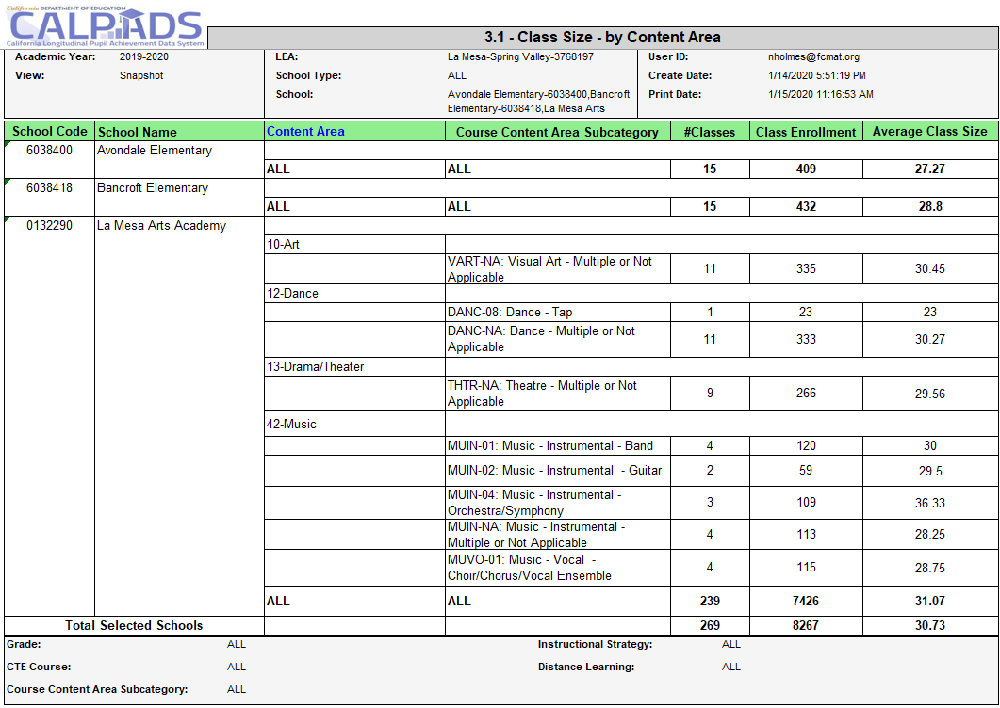 California DEPARTMENT OF EDUCATION
CALPADS
California Longitudinal Pupil Achievement Data System
3.1 - Class Size - by Content Area
Academic Year: 2019-2020 LEA: La Mesa-Spring Valley-3768197 User ID: nholmes@fcmat.org
View: Snapshot School Type: ALL Create Date: 1/14/2020 5:51:19 PM
School: Avondale Elementary-6038400,Bancroft Print Date: 1/15/2020 11:16:53 AM
Elementary-6038418,La Mesa Arts
School Code School Name Content Area Course Content Area Subcategory #Classes Class Enrollment Average Class Size
6038400 Avondale Elementary
ALL ALL 15 409 27.27
6038418 Bancroft Elementary
ALL ALL 15 432 28.8
0132290 La Mesa Arts Academy
10-Art
VART-NA: Visual Art - Multiple or Not
Applicable 11 335 30.45
12-Dance
DANC-08: Dance - Tap 1 23 23
DANC-NA: Dance - Multiple or Not
Applicable 11 333 30.27
13-Drama/Theater
THTR-NA: Theatre - Multiple or Not
Applicable 9 266 29.56
42-Music
MUIN-01: Music - Instrumental - Band 4 120 30
MUIN-02: Music - Instrumental - Guitar 2 59 29.5
MUIN-04: Music - Instrumental -
Orchestra/Symphony 3 109 36.33
MUIN-NA: Music - Instrumental -
Multiple or Not Applicable 4 113 28.25
MUVO-01: Music - Vocal -
Choir/Chorus/Vocal Ensemble 4 115 28.75
ALL ALL 239 7426 31.07
Total Selected Schools 269 8267 30.73
Grade: ALL Instructional Strategy: ALL
CTE Course: ALL Distance Learning: ALL
Course Content Area Subcategory: ALL